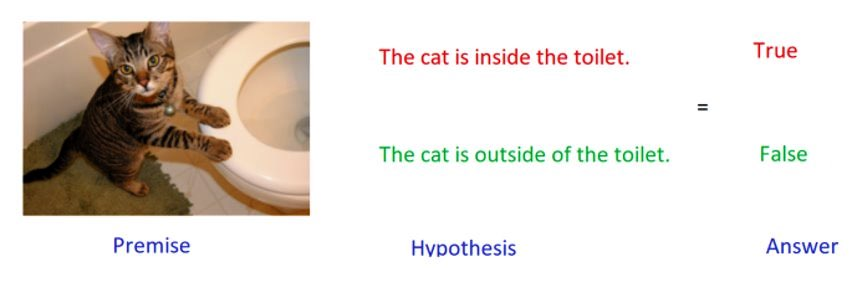 The cat is inside the toilet. True
=
The cat is outside of the toilet. False
Premise Hypothesis Answer